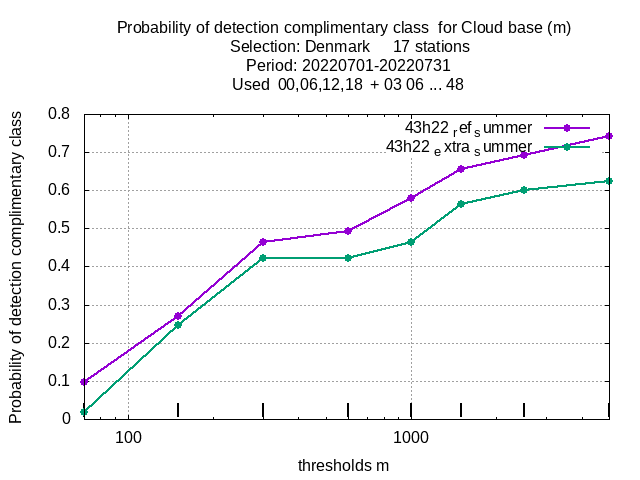 Probability of detection complimentary class  for Cloud base (m)
Selection: Denmark     17 stations
Period: 20220701-20220731
Used  00,06,12,18  + 03 06 ... 48
Probability of detection complimentary class
0.8
0.7
0.6
0.5
0.4
0.3
0.2
0.1
0
43h22 ref summer
43h22 extra summer
100
1000
thresholds m